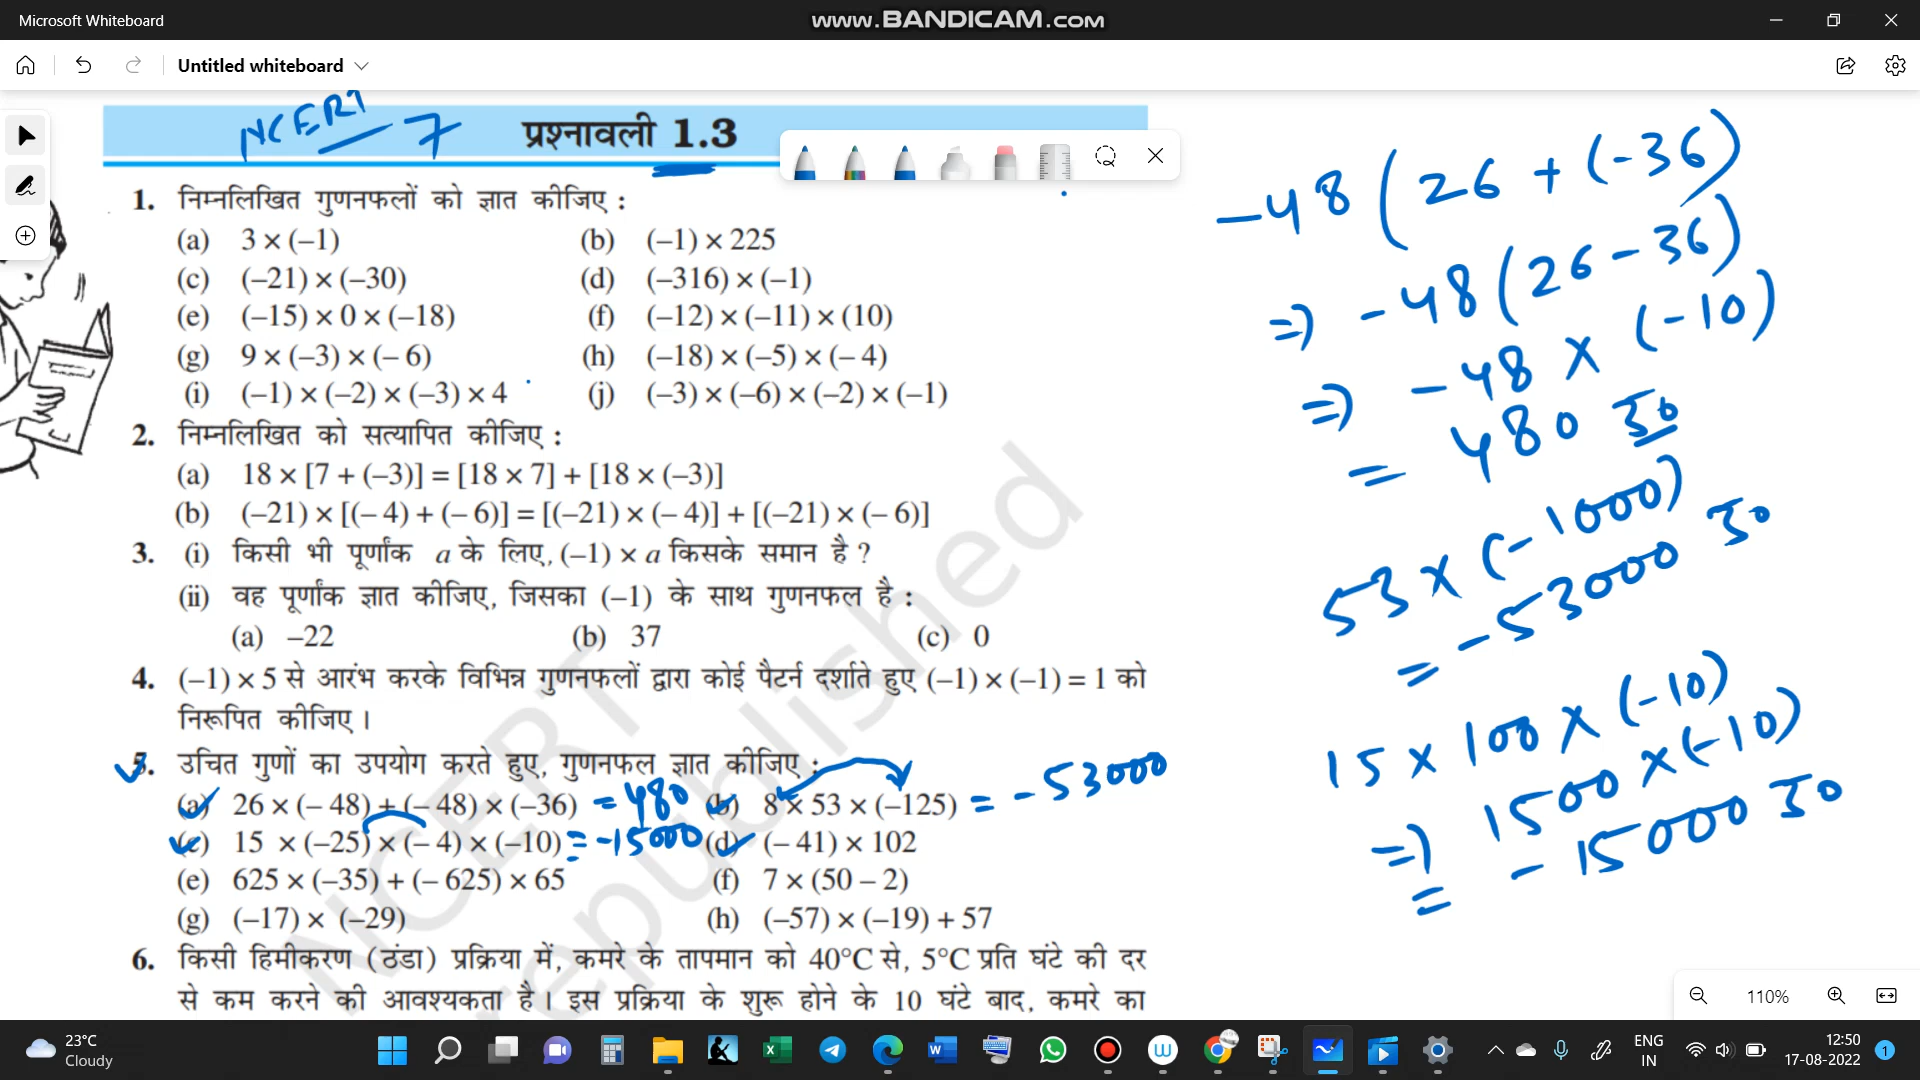 Microsoft Whiteboard
www.BANDICAM.com
Untitled whiteboard
NCERT 7
प्रश्नावली 1.3
1. निम्नलिखित गुणनफलों को ज्ञात कीजिए :
(a) 3 × (–1) (b) (–1) × 225
(c) (–21) × (–30) (d) (–316) × (–1)
(e) (–15) × 0 × (–18) (f) (–12) × (–11) × (10)
(g) 9 × (–3) × (– 6) (h) (–18) × (–5) × (– 4)
(i) (–1) × (–2) × (–3) × 4 (j) (–3) × (–6) × (–2) × (–1)
2. निम्नलिखित को सत्यापित कीजिए :
(a) 18 × [7 + (–3)] = [18 × 7] + [18 × (–3)]
(b) (–21) × [(– 4) + (– 6)] = [(–21) × (– 4)] + [(–21) × (– 6)]
3. (i) किसी भी पूर्णांक a के लिए, (–1) × a किसके समान है ?
(ii) वह पूर्णांक ज्ञात कीजिए, जिसका (–1) के साथ गुणनफल है :
(a) –22 (b) 37 (c) 0
4. (–1) × 5 से आरंभ करके विभिन्न गुणनफलों द्वारा कोई पैटर्न दर्शाते हुए (–1) × (–1) = 1 को
निरूपित कीजिए ।
5. उचित गुणों का उपयोग करते हुए, गुणनफल ज्ञात कीजिए :
(a) 26 × (– 48) + (– 48) × (–36) = 480 (b) 8 × 53 × (–125) = -53000
(c) 15 × (–25) × (– 4) × (–10) = -15000 (d) (– 41) × 102
(e) 625 × (–35) + (– 625) × 65 (f) 7 × (50 – 2)
(g) (–17) × (–29) (h) (–57) × (–19) + 57
6. किसी हिमीकरण (ठंडा) प्रक्रिया में, कमरे के तापमान को 40°C से, 5°C प्रति घंटे की दर
से कम करने की आवश्यकता है । इस प्रक्रिया के शुरू होने के 10 घंटे बाद, कमरे का
NCERT
republished
-48 ( 26 + (-36)
=) -48 ( 26 - 36)
=) -48 × (-10)
= 480 उ०
53 × (-1000)
= -53000 उ०
15 × 100 × (-10)
=) 1500 × (-10)
= -15000 उ०
110%
23°C
Cloudy
ENG
IN
12:50
17-08-2022
1